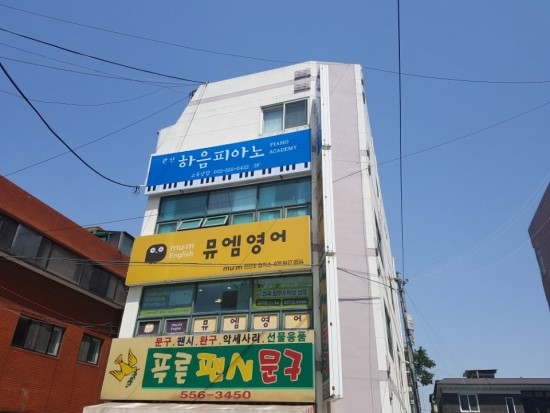 하음피아노
PIANO
ACADEMY
mu:m
English
뮤엠영어
mu:m
뮤엠영어
문구, 팬시, 완구, 악세사리, 선물용품
푸른팬시문구
556-3450